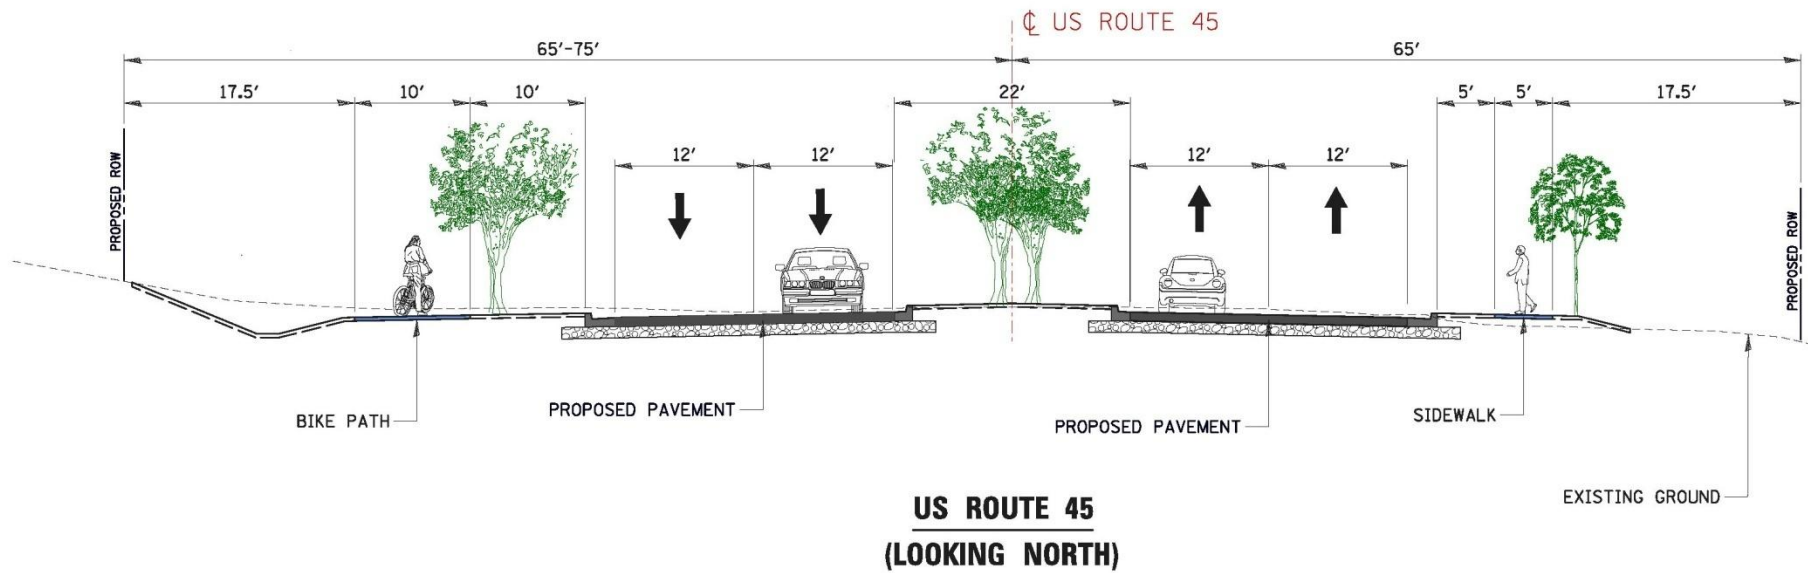 ℄ US ROUTE 45
65'-75' 65'
17.5' 10' 10' 22' 5' 5' 17.5'
12' 12' 12' 12'
PROPOSED ROW
PROPOSED ROW
BIKE PATH
PROPOSED PAVEMENT
PROPOSED PAVEMENT
SIDEWALK
EXISTING GROUND
US ROUTE 45
(LOOKING NORTH)